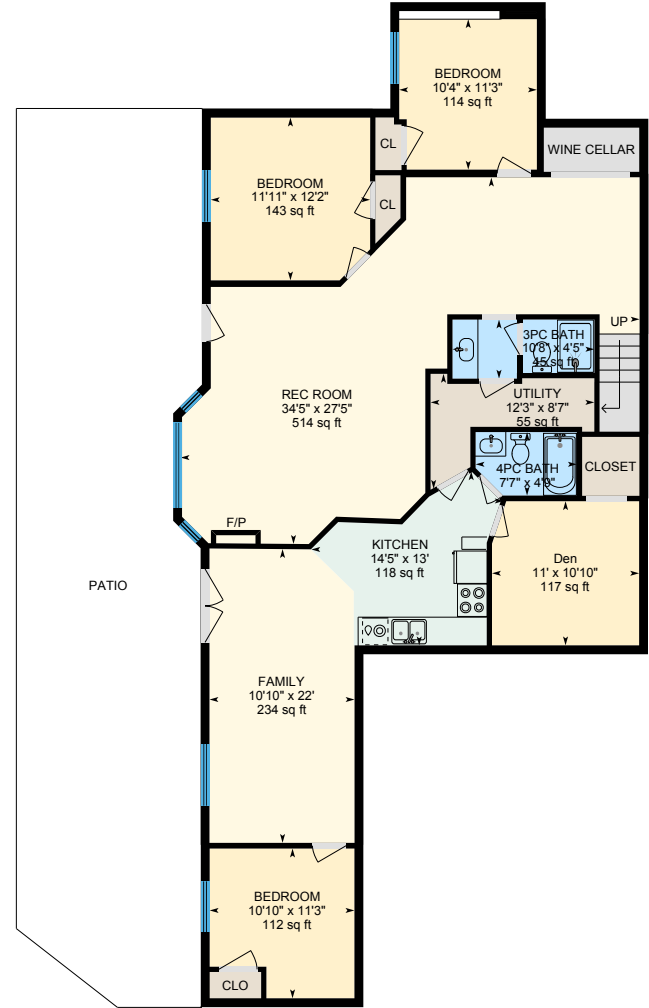 BEDROOM
10'4" x 11'3"
114 sq ft
CL
WINE CELLAR
BEDROOM
11'11" x 12'2"
143 sq ft
CL
UP
3PC BATH
10'8" x 4'5"
45 sq ft
REC ROOM
34'5" x 27'5"
514 sq ft
UTILITY
12'3" x 8'7"
55 sq ft
4PC BATH
7'7" x 4'9"
CLOSET
F/P
KITCHEN
14'5" x 13'
118 sq ft
Den
11' x 10'10"
117 sq ft
PATIO
FAMILY
10'10" x 22'
234 sq ft
BEDROOM
10'10" x 11'3"
112 sq ft
CLO